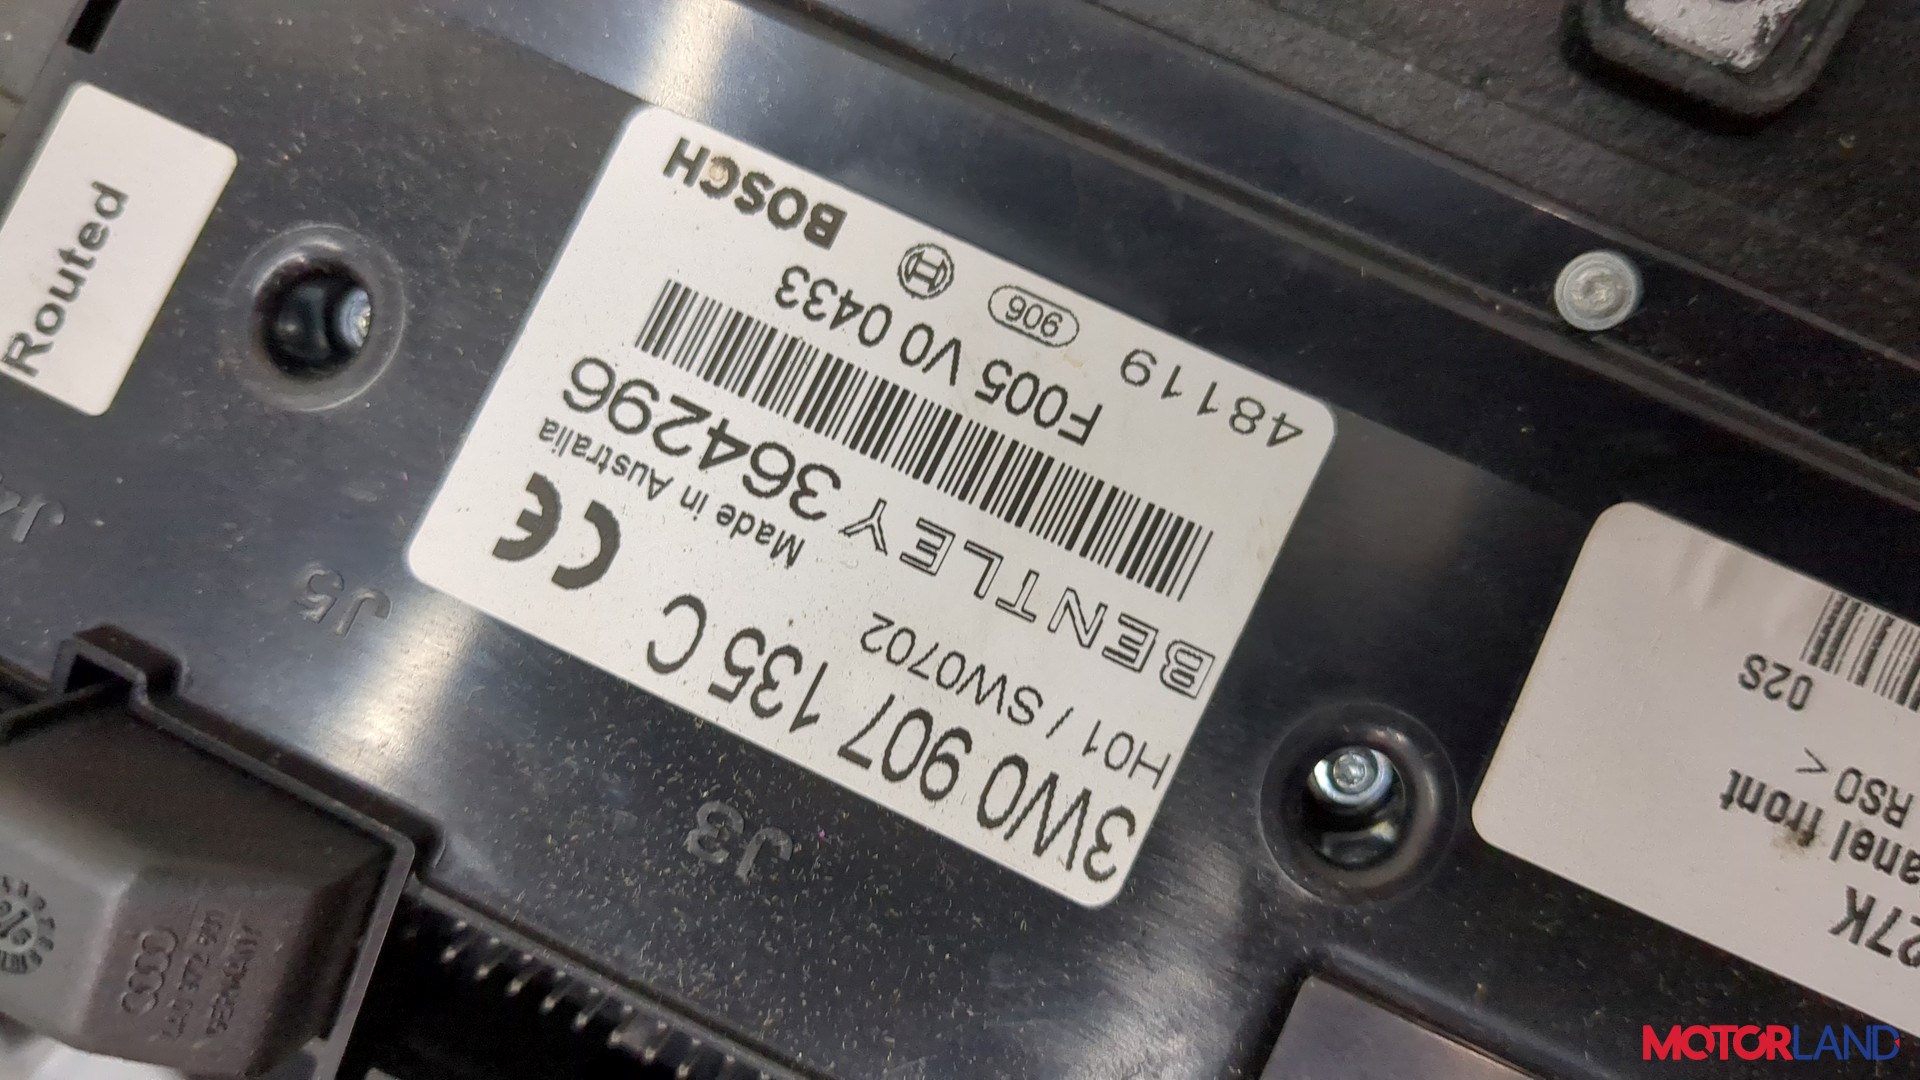 3W0 907 135 C
H01 / SW0702
BENTLEY 364296
Made in Australia
CE
F005 V0 0433
48119
906
BOSCH
Routed
J5
J3
27K
anel front
RS0 <
02S
GERMANY
MOTORLAND